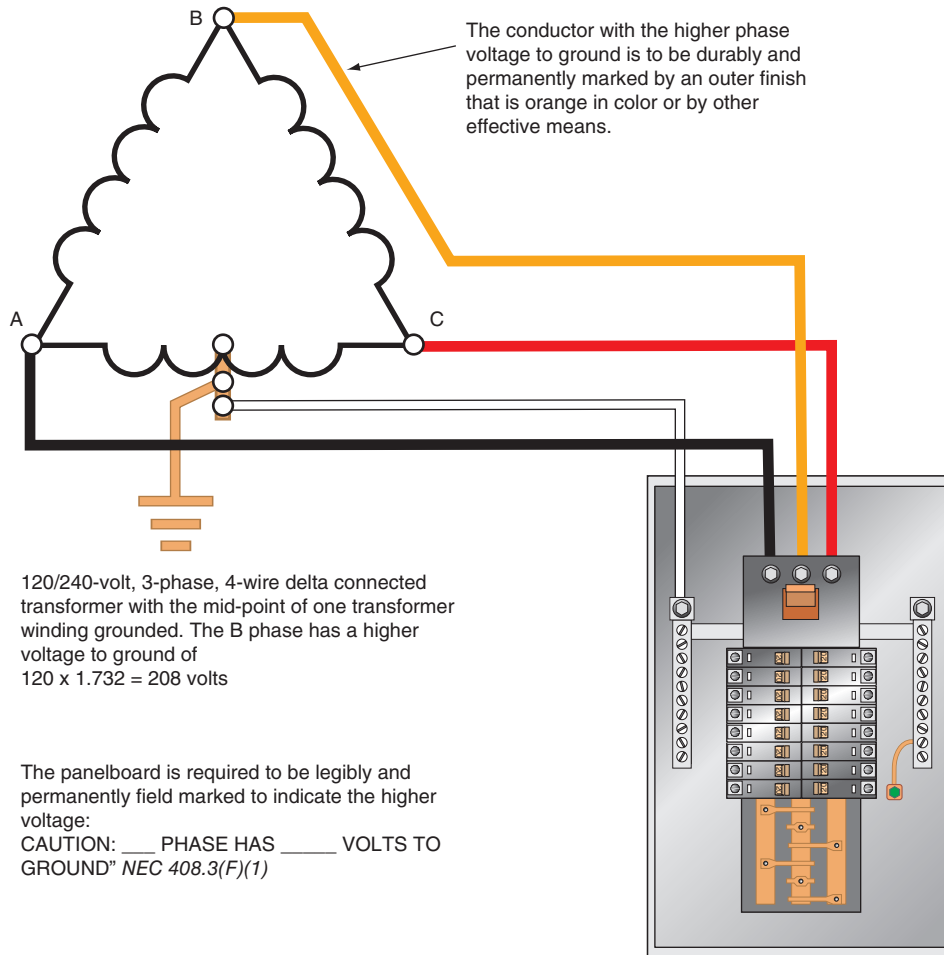 B
The conductor with the higher phase
voltage to ground is to be durably and
permanently marked by an outer finish
that is orange in color or by other
effective means.
A
C
120/240-volt, 3-phase, 4-wire delta connected
transformer with the mid-point of one transformer
winding grounded. The B phase has a higher
voltage to ground of
120 x 1.732 = 208 volts
The panelboard is required to be legibly and
permanently field marked to indicate the higher
voltage:
CAUTION: ___ PHASE HAS _____ VOLTS TO
GROUND” NEC 408.3(F)(1)